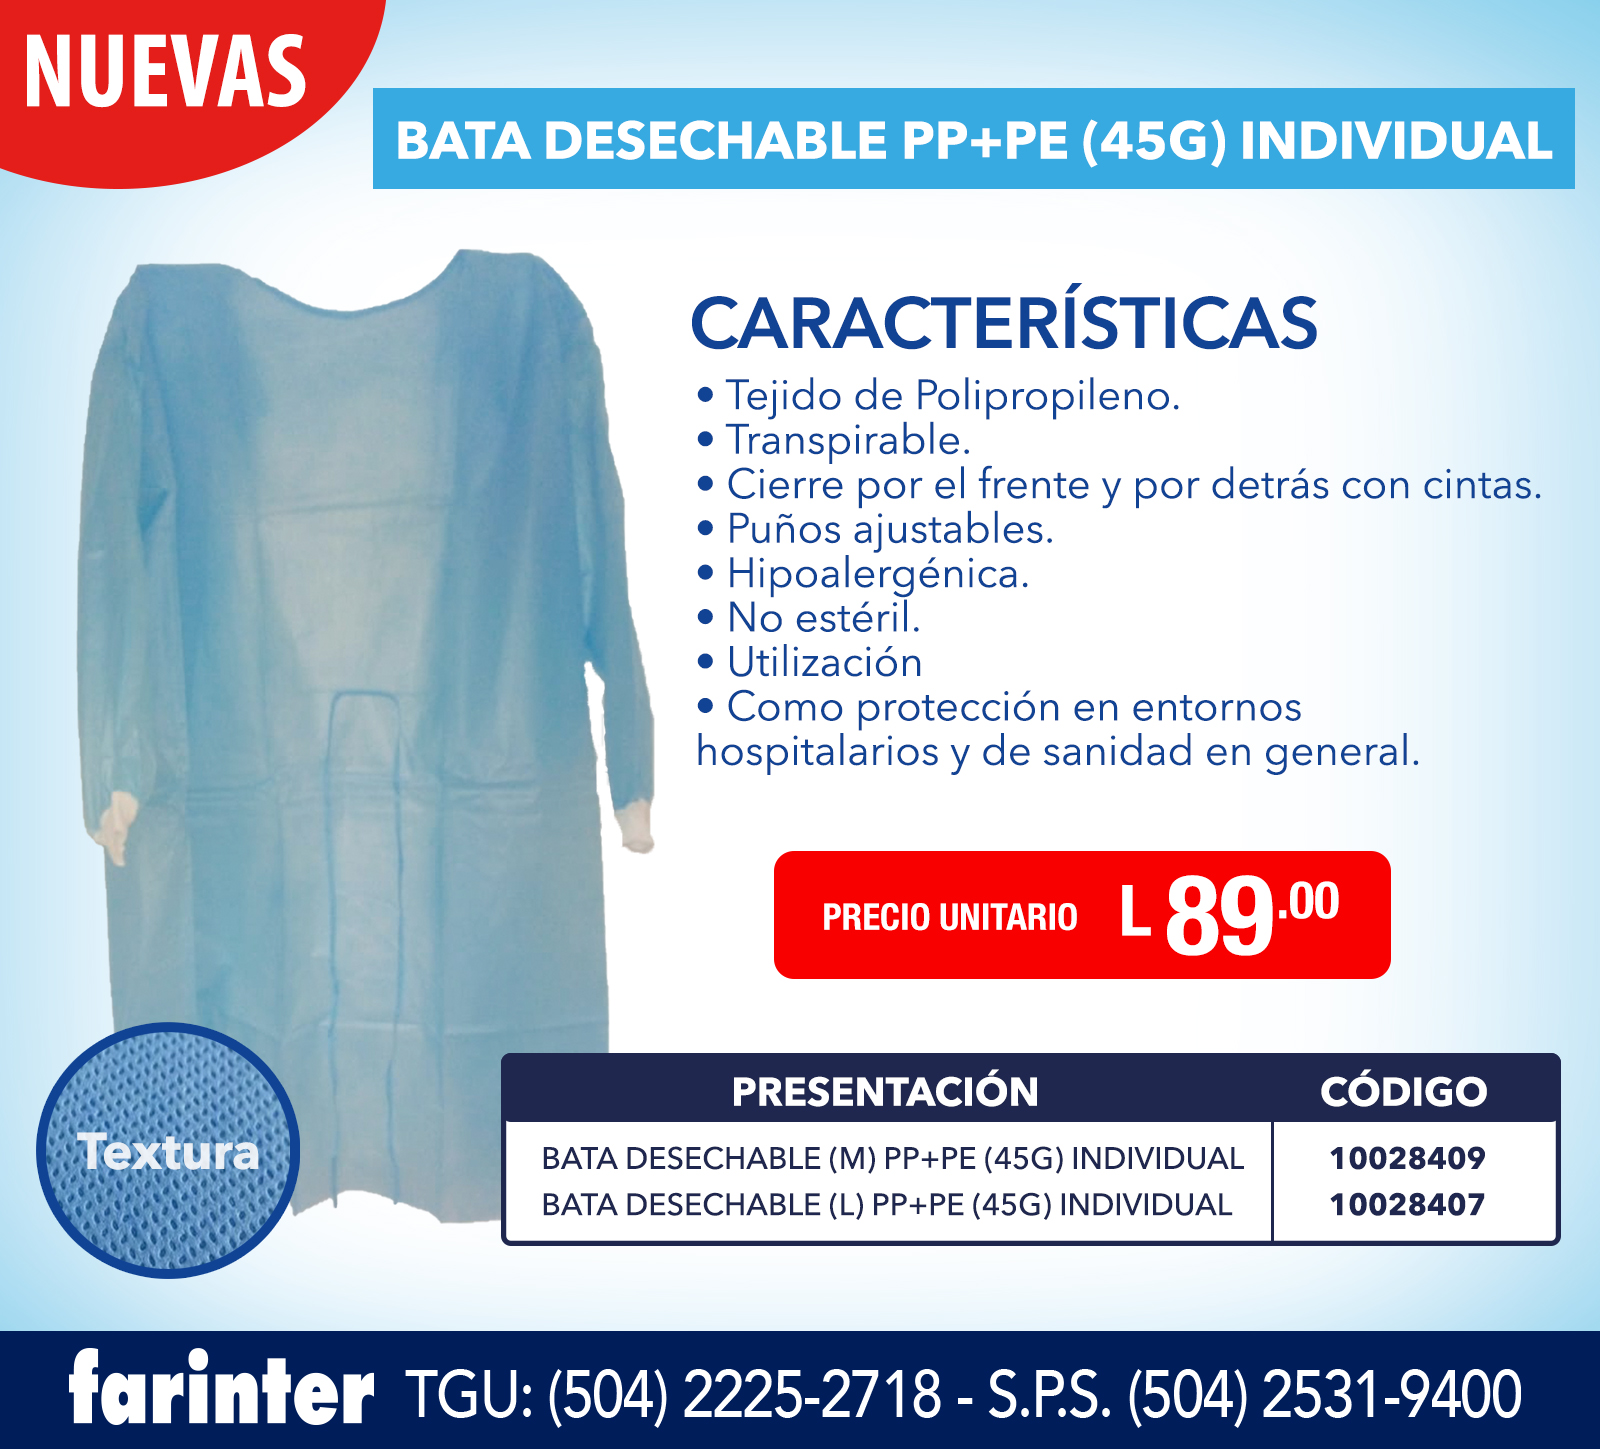 NUEVAS
BATA DESECHABLE PP+PE (45G) INDIVIDUAL
CARACTERÍSTICAS
• Tejido de Polipropileno.
• Transpirable.
• Cierre por el frente y por detrás con cintas.
• Puños ajustables.
• Hipoalergénica.
• No estéril.
• Utilización
• Como protección en entornos
hospitalarios y de sanidad en general.
PRECIO UNITARIO L 89.00
Textura
PRESENTACIÓN CÓDIGO
BATA DESECHABLE (M) PP+PE (45G) INDIVIDUAL 10028409
BATA DESECHABLE (L) PP+PE (45G) INDIVIDUAL 10028407
farinter TGU: (504) 2225-2718 - S.P.S. (504) 2531-9400